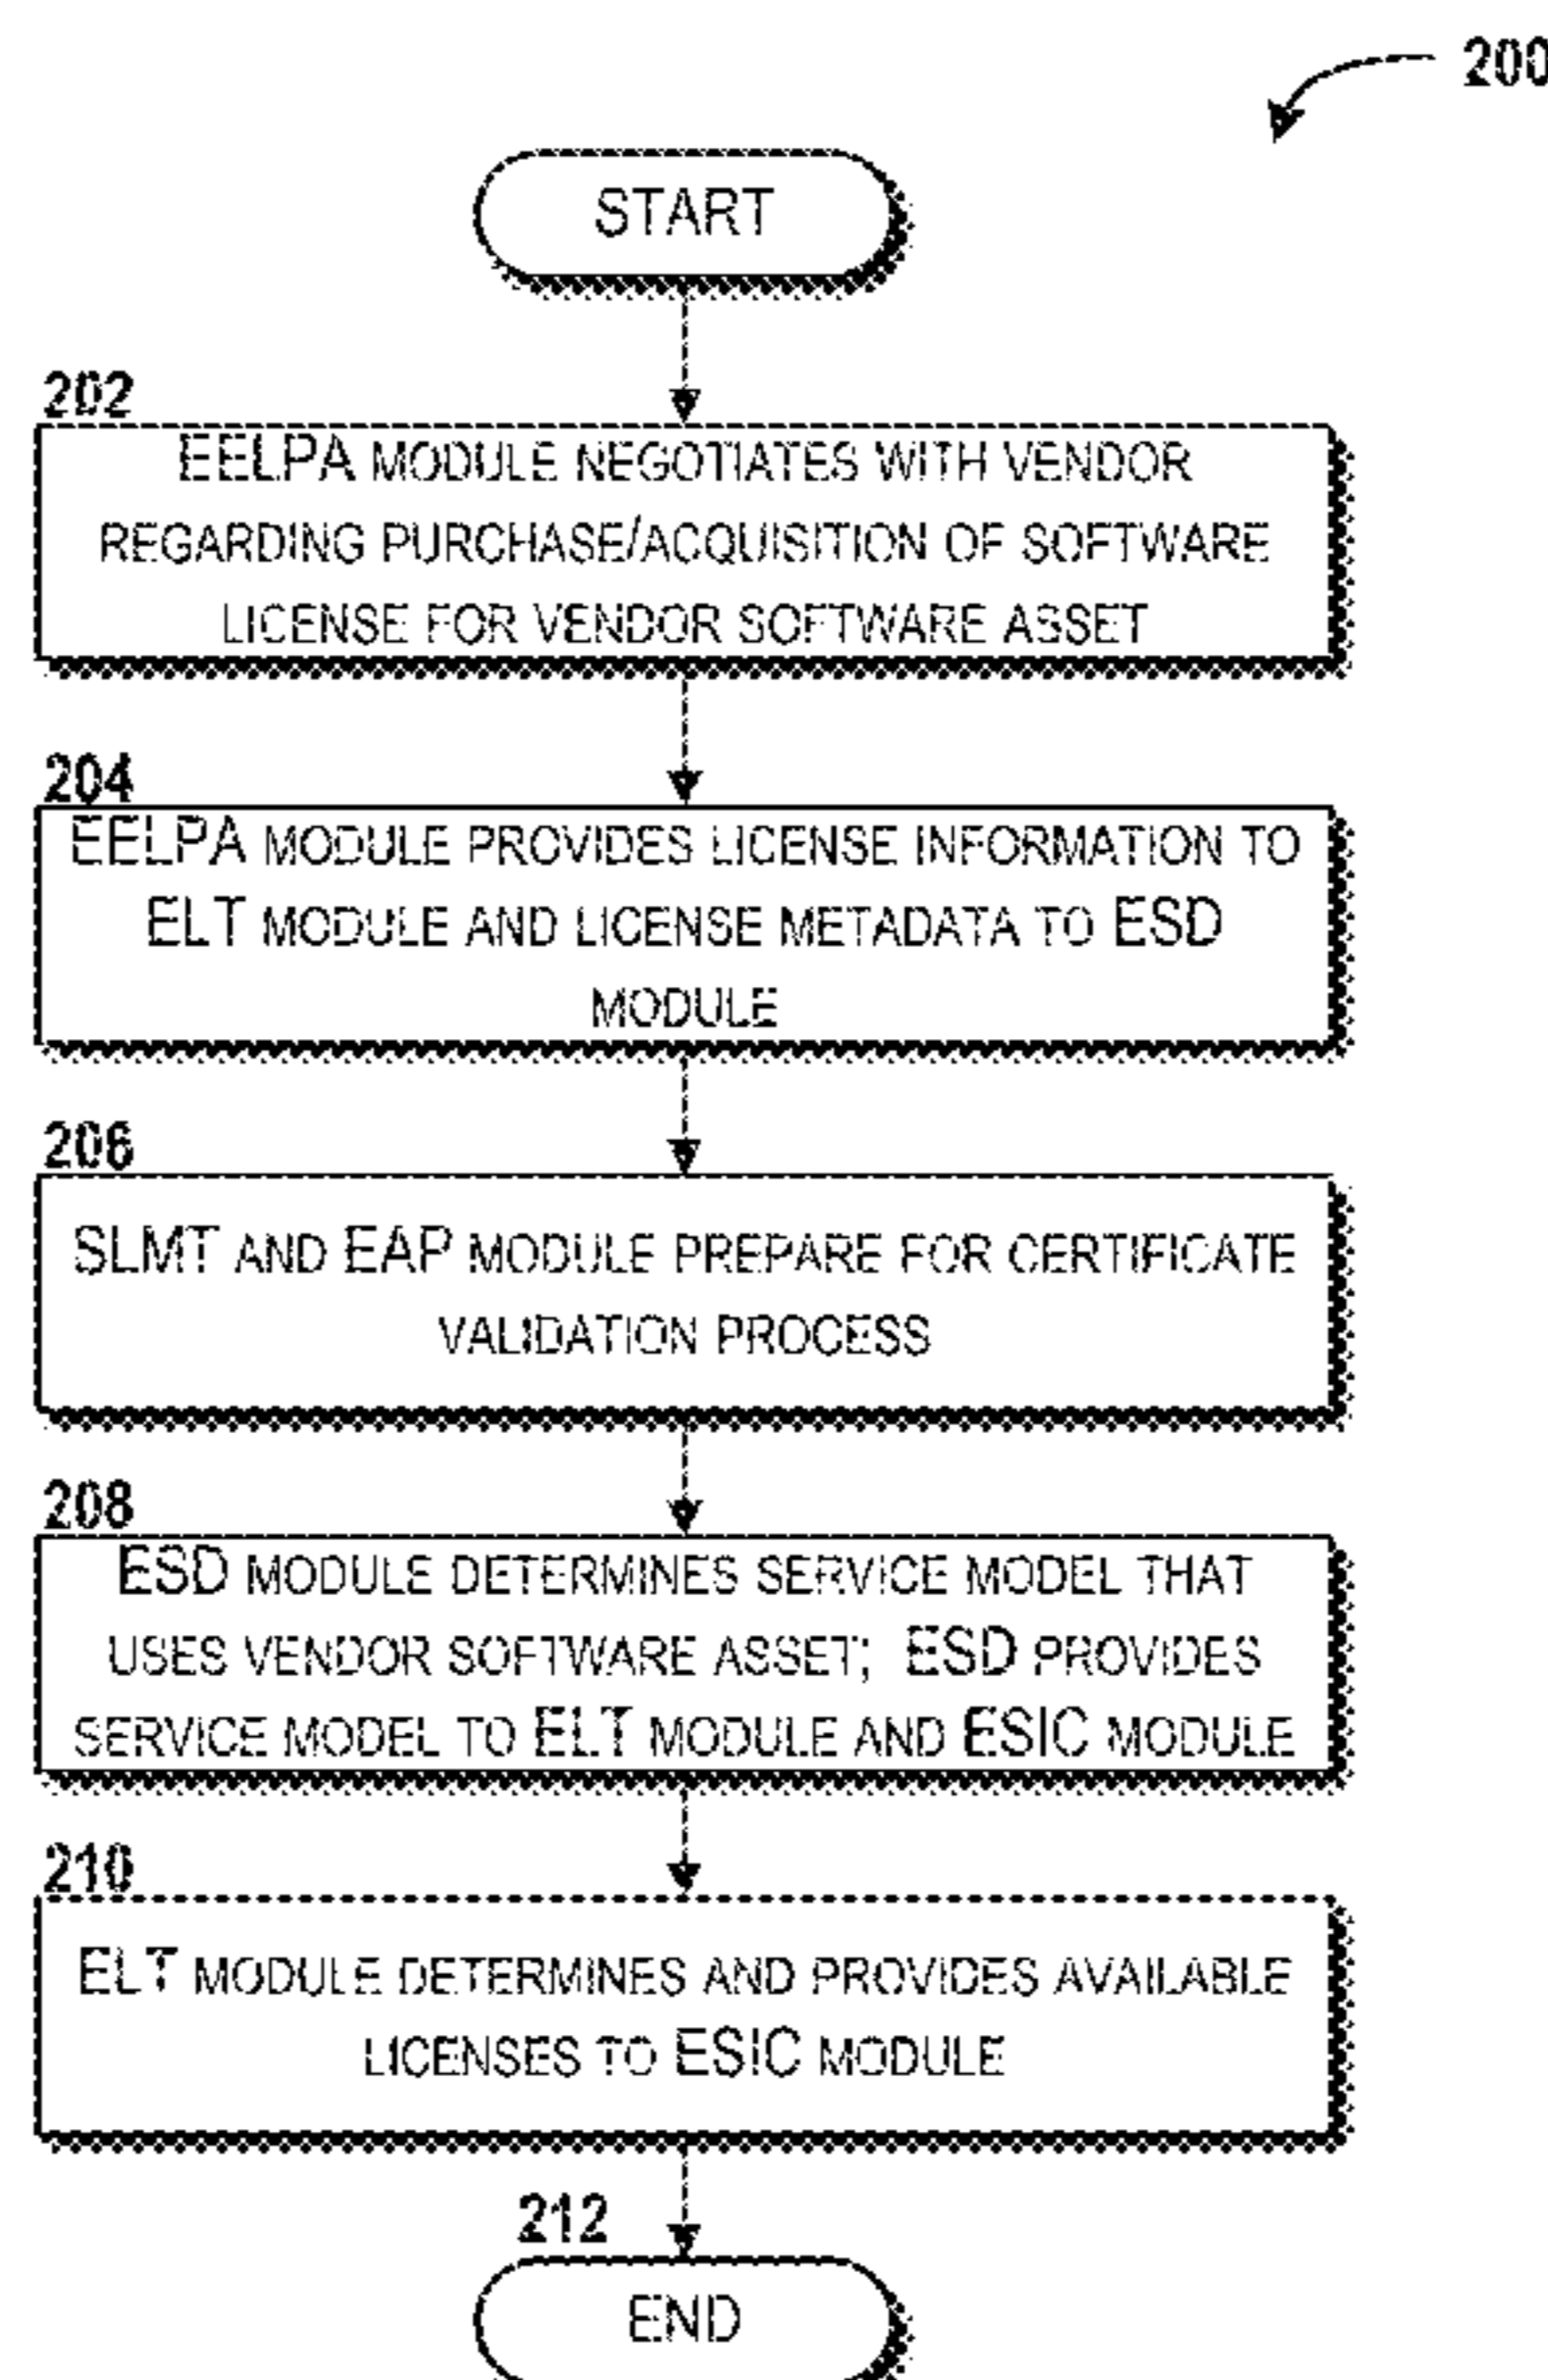 200
START
202
EELPA MODULE NEGOTIATES WITH VENDOR
REGARDING PURCHASE/ACQUISITION OF SOFTWARE
LICENSE FOR VENDOR SOFTWARE ASSET
204
EELPA MODULE PROVIDES LICENSE INFORMATION TO
ELT MODULE AND LICENSE METADATA TO ESD
MODULE
206
SLMT AND EAP MODULE PREPARE FOR CERTIFICATE
VALIDATION PROCESS
208
ESD MODULE DETERMINES SERVICE MODEL THAT
USES VENDOR SOFTWARE ASSET; ESD PROVIDES
SERVICE MODEL TO ELT MODULE AND ESIC MODULE
210
ELT MODULE DETERMINES AND PROVIDES AVAILABLE
LICENSES TO ESIC MODULE
212
END